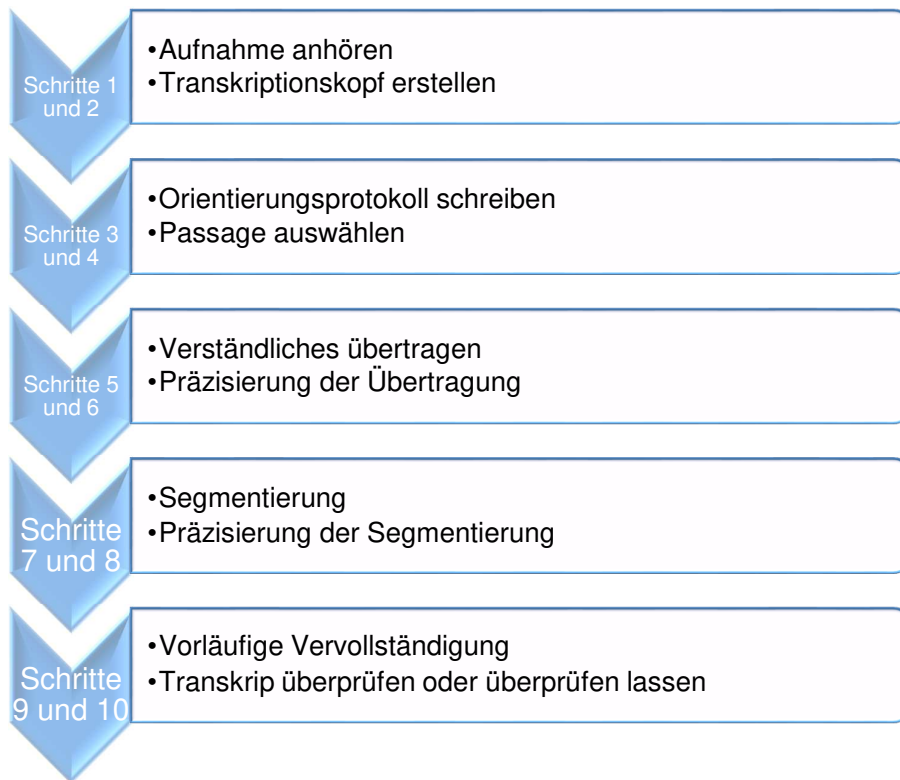 Schritte 1
und 2
•Aufnahme anhören
•Transkriptionskopf erstellen
Schritte 3
und 4
•Orientierungsprotokoll schreiben
•Passage auswählen
Schritte 5
und 6
•Verständliches übertragen
•Präzisierung der Übertragung
Schritte
7 und 8
•Segmentierung
•Präzisierung der Segmentierung
Schritte
9 und 10
•Vorläufige Vervollständigung
•Transkrip überprüfen oder überprüfen lassen